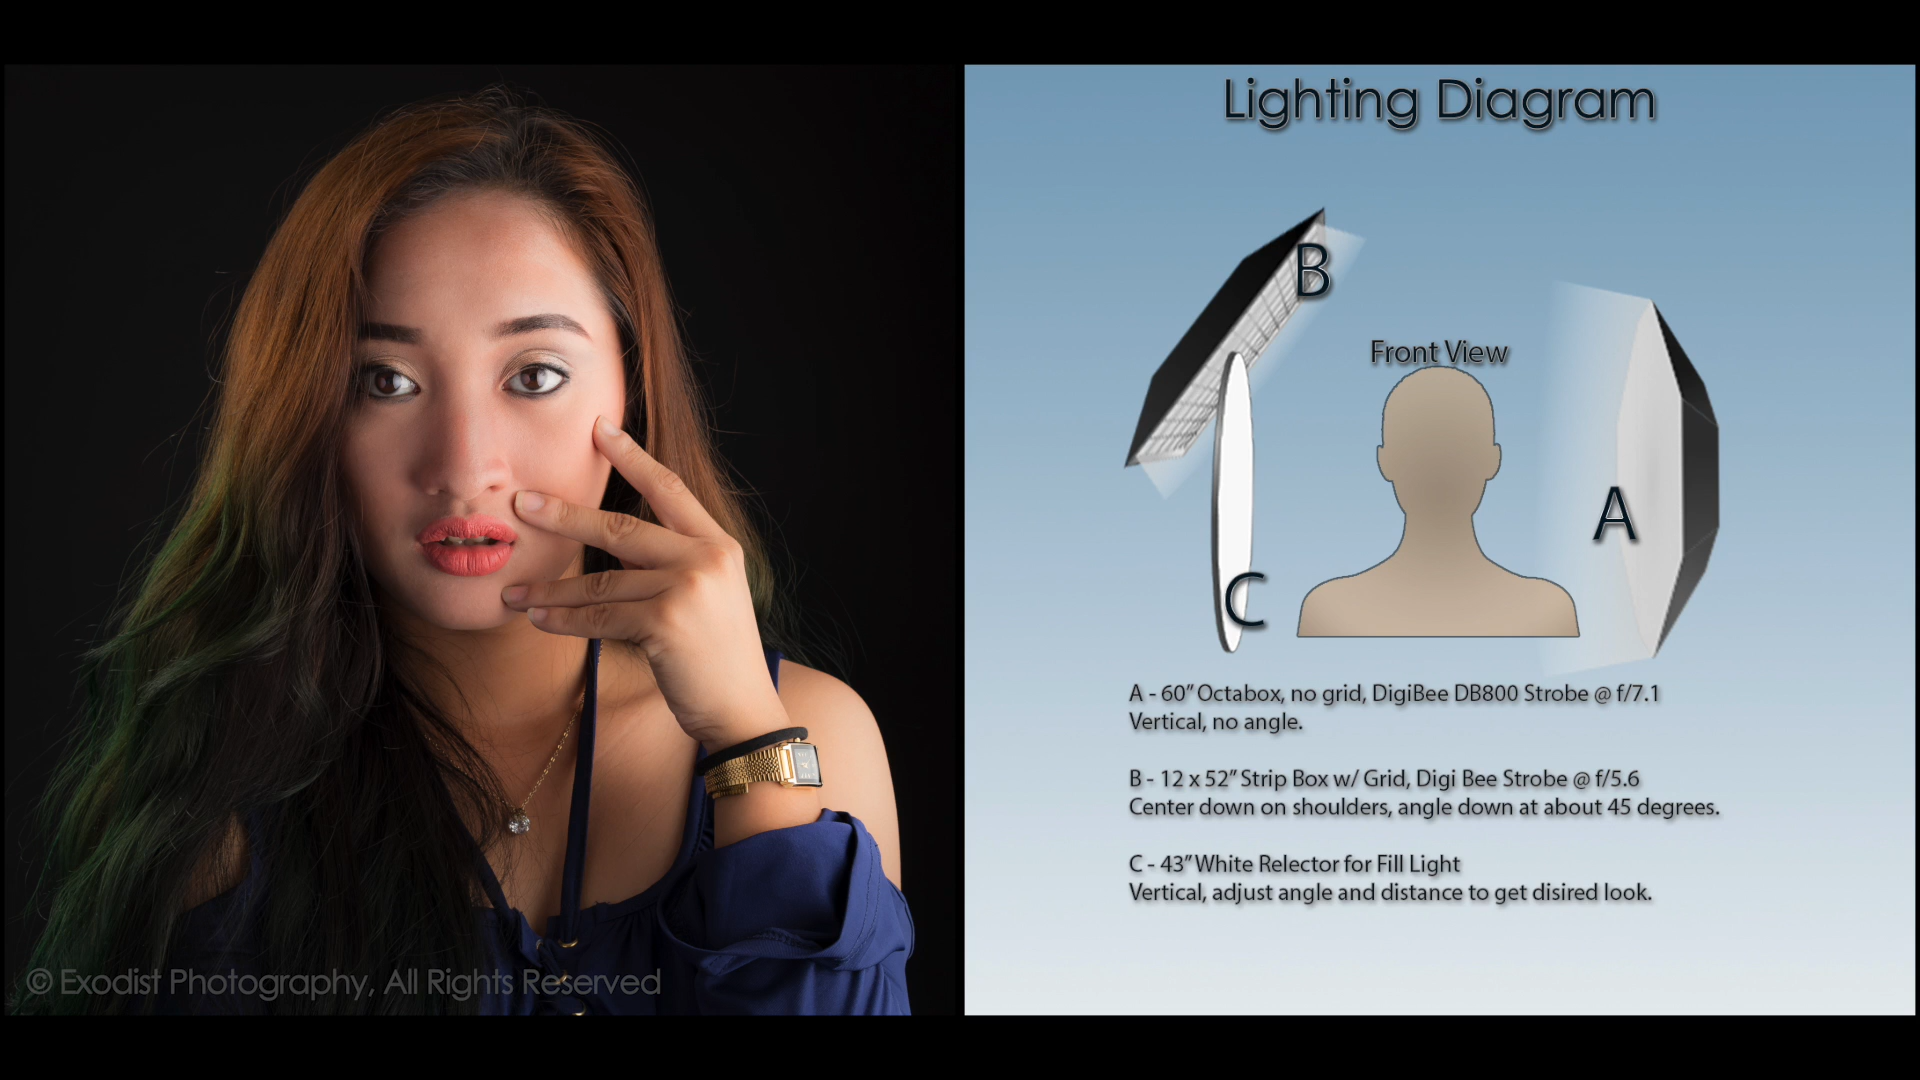 Lighting Diagram
B
Front View
A
C
A - 60" Octabox, no grid, DigiBee DB800 Strobe @ f/7.1
Vertical, no angle.
B - 12 x 52" Strip Box w/ Grid, Digi Bee Strobe @ f/5.6
Center down on shoulders, angle down at about 45 degrees.
C - 43" White Relector for Fill Light
Vertical, adjust angle and distance to get disired look.
© Exodist Photography, All Rights Reserved